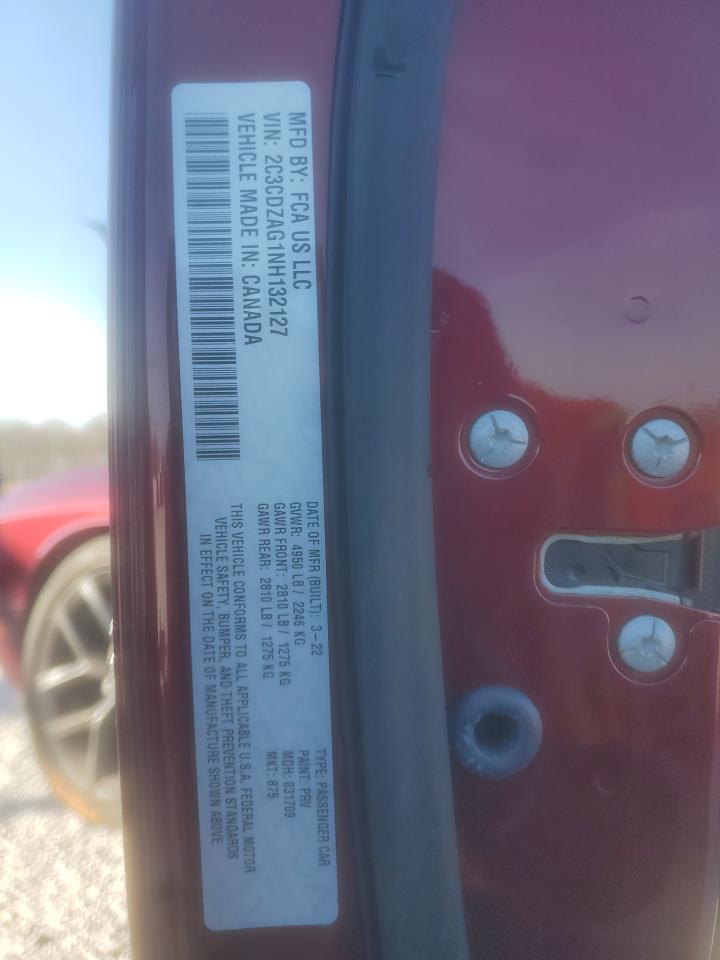 MFD BY: FCA US LLC
VIN: 2C3CDZAG1NH132127
VEHICLE MADE IN: CANADA
DATE OF MFR (BUILT): 3-22
GVWR: 4950 LB / 2246 KG
GAWR FRONT: 2810 LB / 1275 KG
GAWR REAR: 2810 LB / 1275 KG
TYPE: PASSENGER CAR
PAINT: PRV
MDH: 031709
MKT: 875
THIS VEHICLE CONFORMS TO ALL APPLICABLE U.S.A. FEDERAL MOTOR
VEHICLE SAFETY, BUMPER, AND THEFT PREVENTION STANDARDS
IN EFFECT ON THE DATE OF MANUFACTURE SHOWN ABOVE.